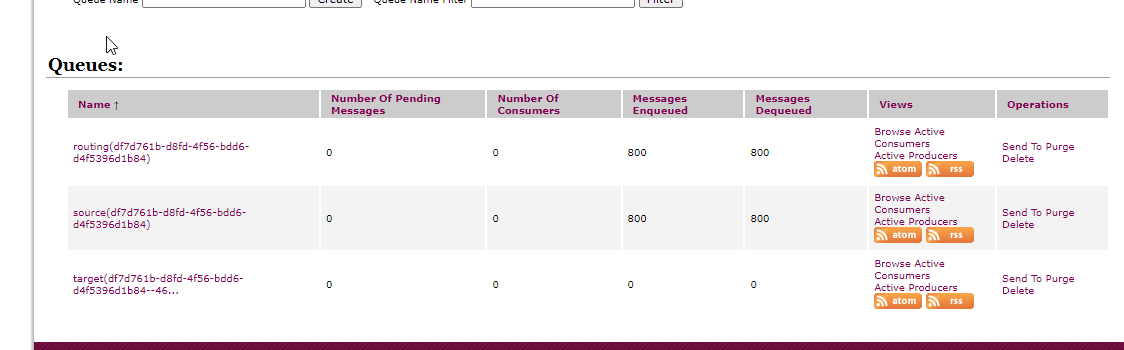 Queue Name Create Queue Name Filter Filter
Queues:
Name ↑ Number Of Pending Messages Number Of Consumers Messages Enqueued Messages Dequeued Views Operations
routing(df7d761b-d8fd-4f56-bdd6-
d4f5396d1b84)
0 0 800 800
Browse Active
Consumers
Active Producers
atom rss
Send To Purge
Delete
source(df7d761b-d8fd-4f56-bdd6-
d4f5396d1b84)
0 0 800 800
Browse Active
Consumers
Active Producers
atom rss
Send To Purge
Delete
target(df7d761b-d8fd-4f56-bdd6-
d4f5396d1b84--46...
0 0 0 0
Browse Active
Consumers
Active Producers
atom rss
Send To Purge
Delete